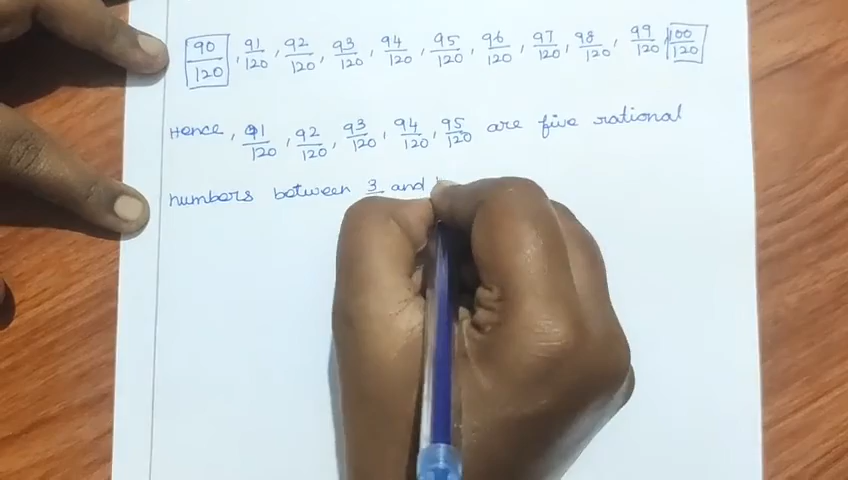 90/120, 91/120, 92/120, 93/120, 94/120, 95/120, 96/120, 97/120, 98/120, 99/120, 100/120
Hence, 91/120, 92/120, 93/120, 94/120, 95/120 are five rational
numbers between 3 and